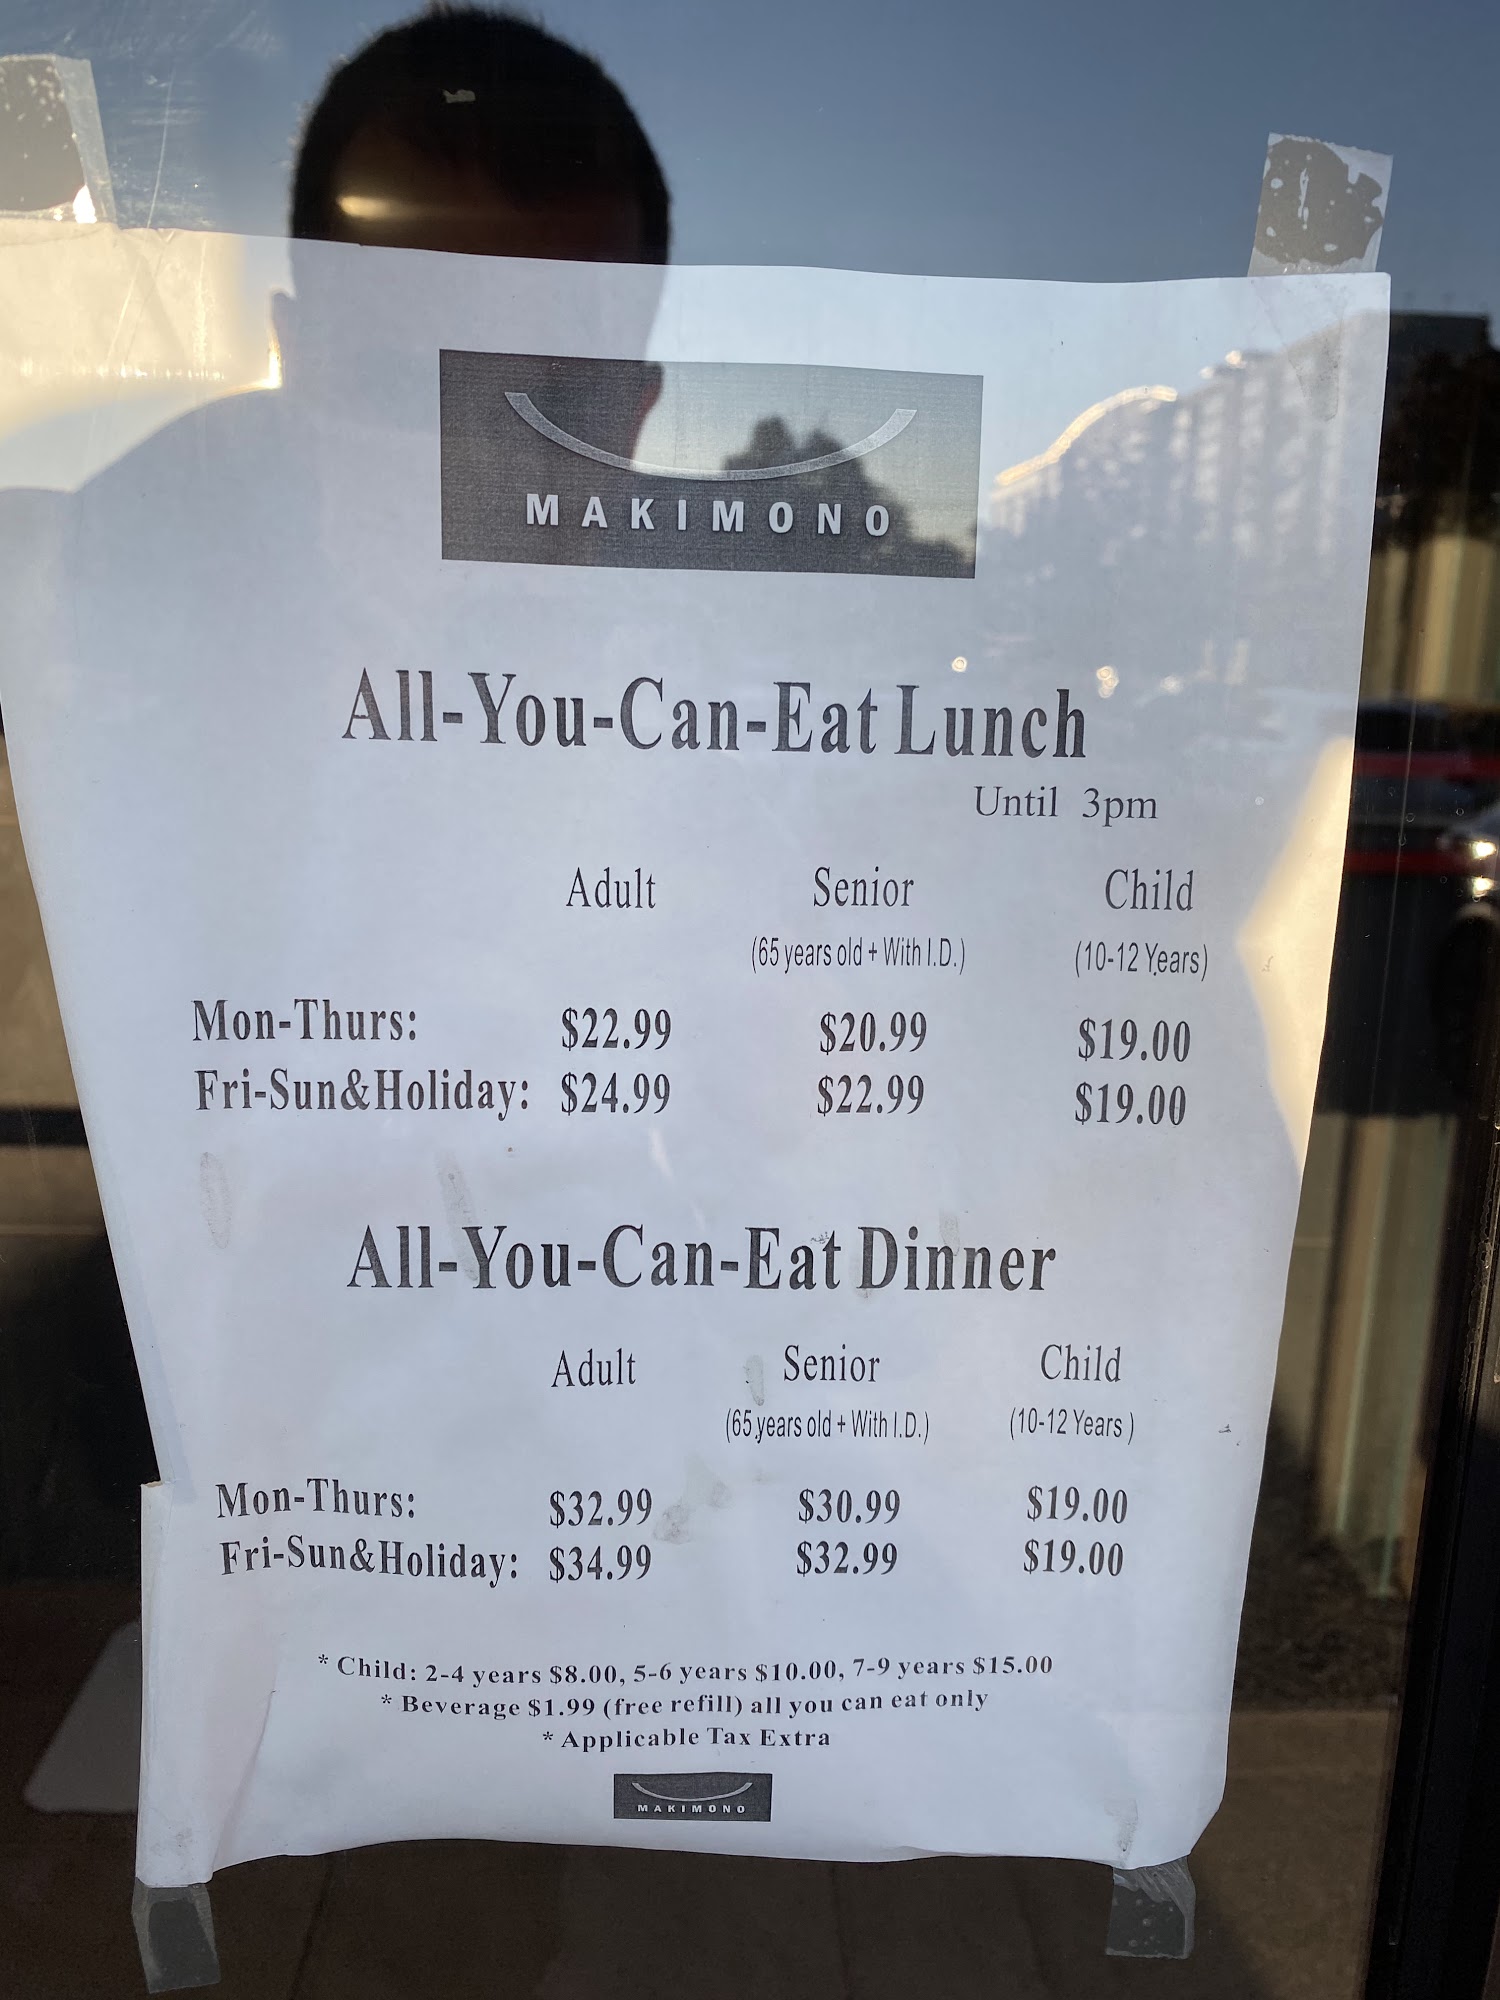 MAKIMONO
All-You-Can-Eat Lunch
Until 3pm
Adult Senior Child
(65 years old + With I.D.) (10-12 Years)
Mon-Thurs: $22.99 $20.99 $19.00
Fri-Sun&Holiday: $24.99 $22.99 $19.00
All-You-Can-Eat Dinner
Adult Senior Child
(65 years old + With I.D.) (10-12 Years )
Mon-Thurs: $32.99 $30.99 $19.00
Fri-Sun&Holiday: $34.99 $32.99 $19.00
* Child: 2-4 years $8.00, 5-6 years $10.00, 7-9 years $15.00
* Beverage $1.99 (free refill) all you can eat only
* Applicable Tax Extra
MAKIMONO